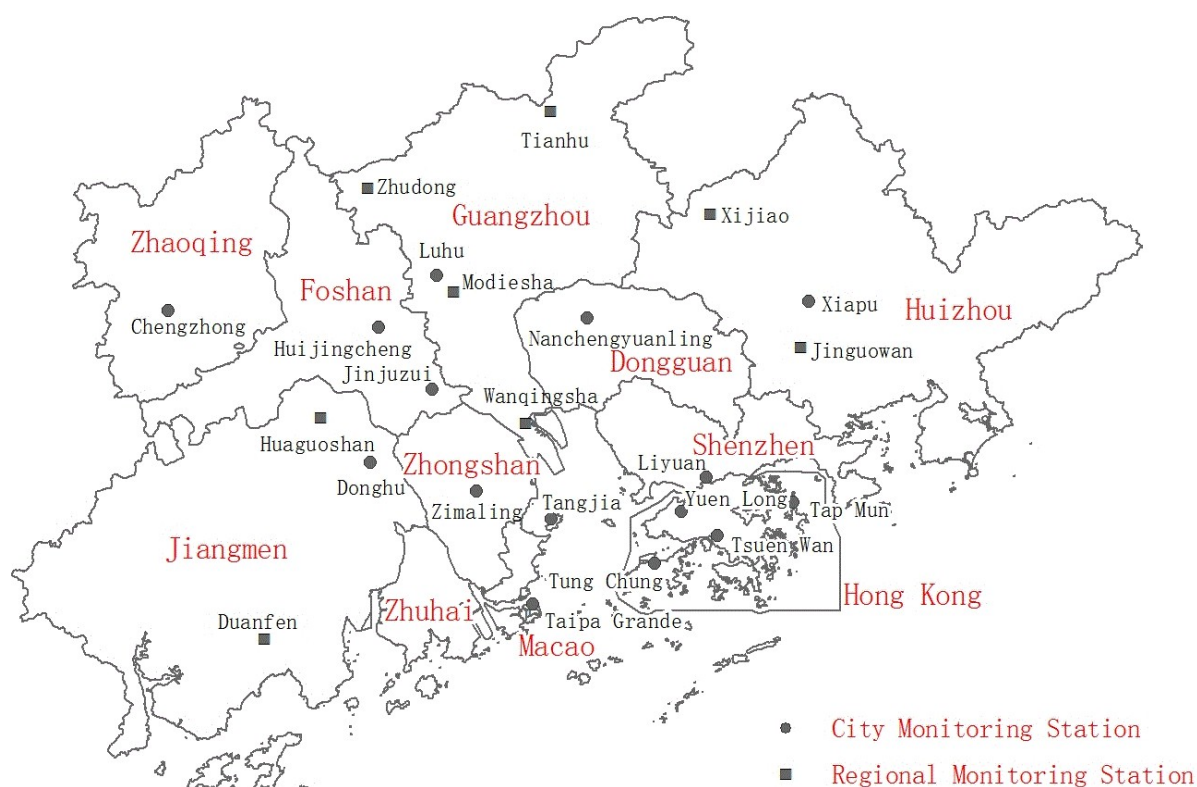 Tianhu
Zhudong
Guangzhou
Xijiao
Zhaoqing
Luhu
Modiesha
Foshan
Xiapu
Huizhou
Chengzhong
Nanchengyuanling
Huijingcheng
Jinguowan
Dongguan
Jinjuzui
Wanqingsha
Huaguoshan
Shenzhen
Zhongshan
Liyuan
Donghu
Yuen Long
Zimaling
Tangjia
Tap Mun
Jiangmen
Tsuen Wan
Tung Chung
Hong Kong
Zhuhai
Duanfen
Taipa Grande
Macao
City Monitoring Station
Regional Monitoring Station